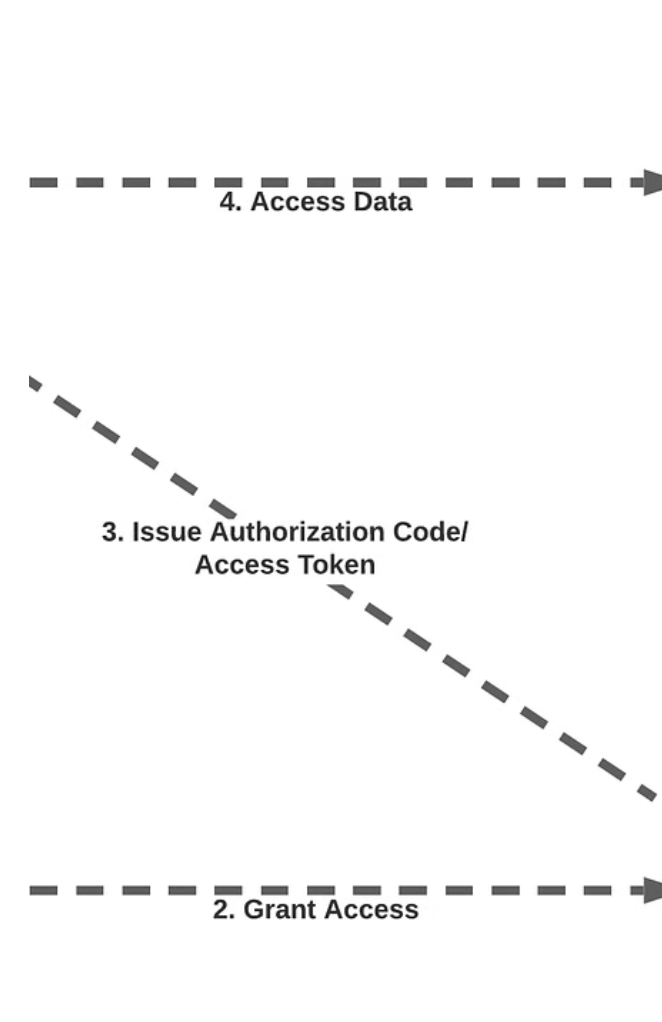 4. Access Data
3. Issue Authorization Code/
Access Token
2. Grant Access